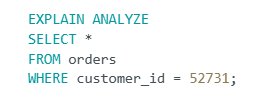 EXPLAIN ANALYZE
SELECT *
FROM orders
WHERE customer_id = 52731;